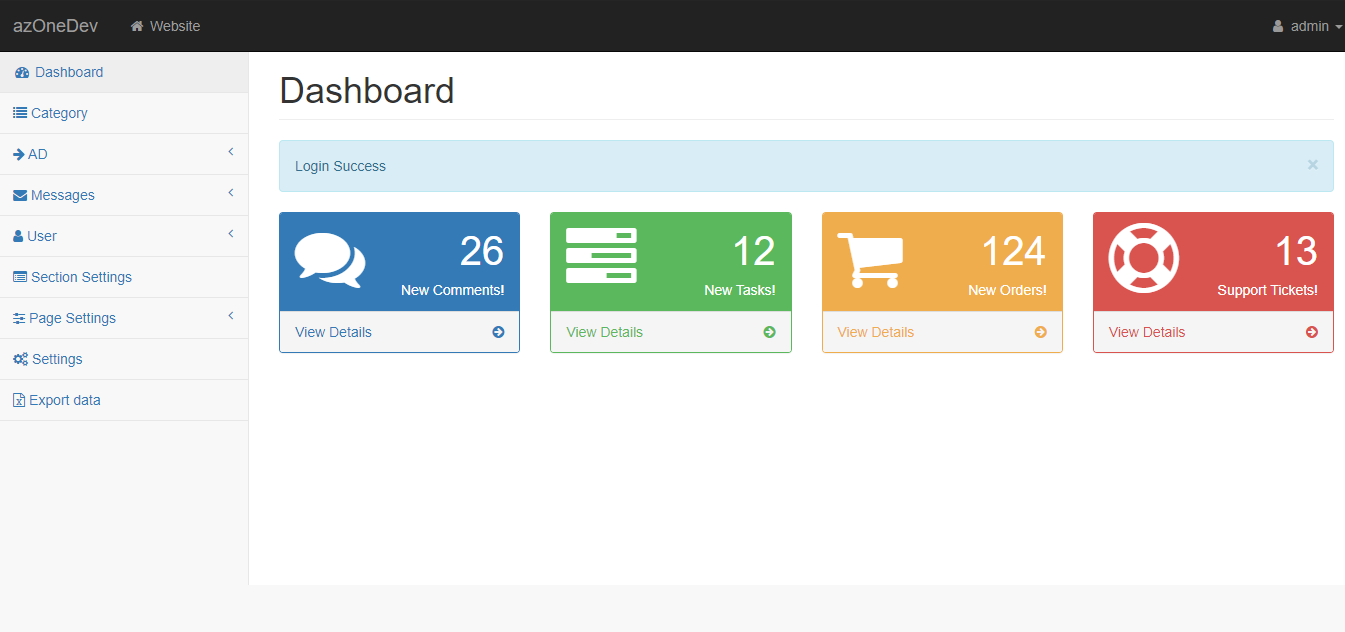 azOneDev
Website
admin
Dashboard
Category
AD
Messages
User
Section Settings
Page Settings
Settings
Export data
Dashboard
Login Success
×
26
New Comments!
View Details
12
New Tasks!
View Details
124
New Orders!
View Details
13
Support Tickets!
View Details